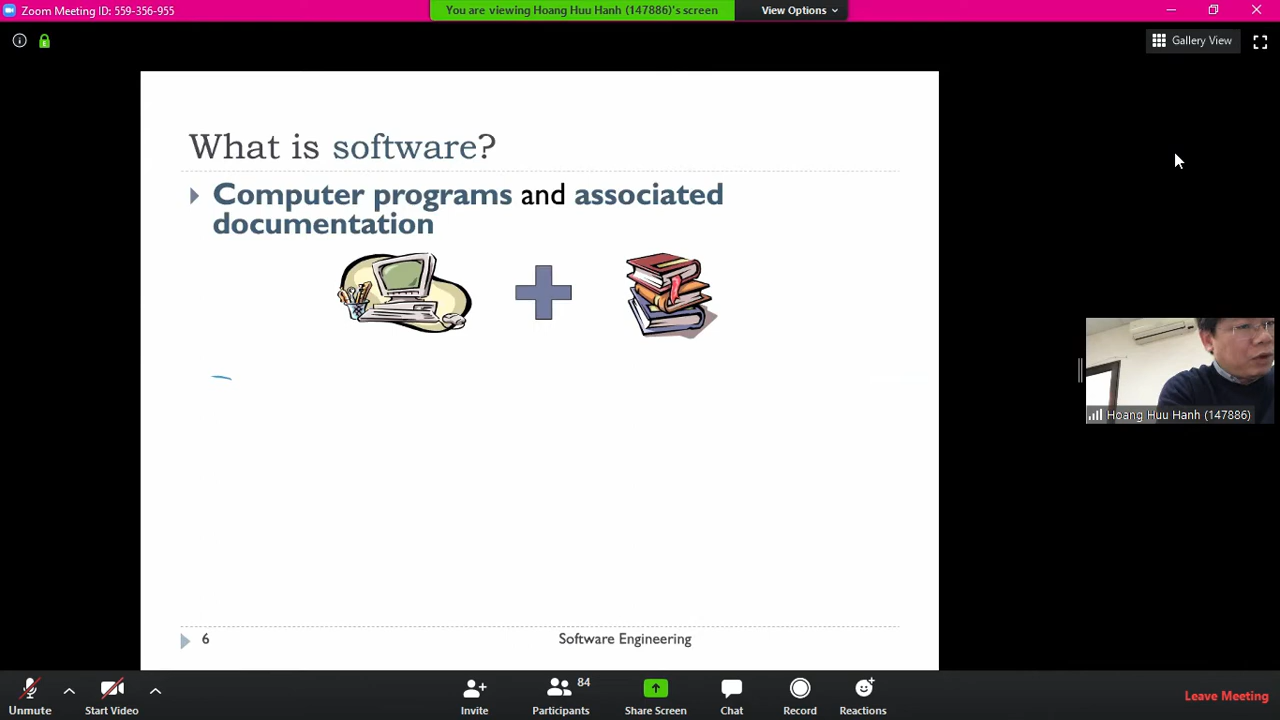 Zoom Meeting ID: 559-356-955
You are viewing Hoang Huu Hanh (147886)'s screen
View Options
Gallery View
What is software?
Computer programs and associated
documentation
Hoang Huu Hanh (147886)
6
Software Engineering
84
Unmute
Start Video
Invite
Participants
Share Screen
Chat
Record
Reactions
Leave Meeting